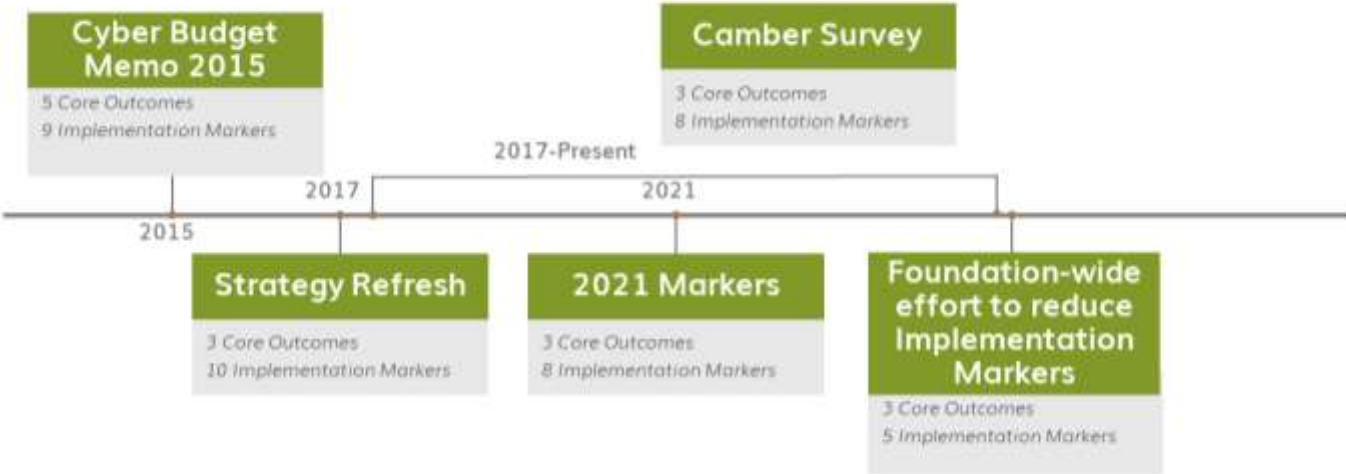 Cyber Budget
Memo 2015
5 Core Outcomes
9 Implementation Markers
Camber Survey
3 Core Outcomes
8 Implementation Markers
2017-Present
2017
2021
2015
Strategy Refresh
3 Core Outcomes
10 Implementation Markers
2021 Markers
3 Core Outcomes
8 Implementation Markers
Foundation-wide
effort to reduce
Implementation
Markers
3 Core Outcomes
5 Implementation Markers